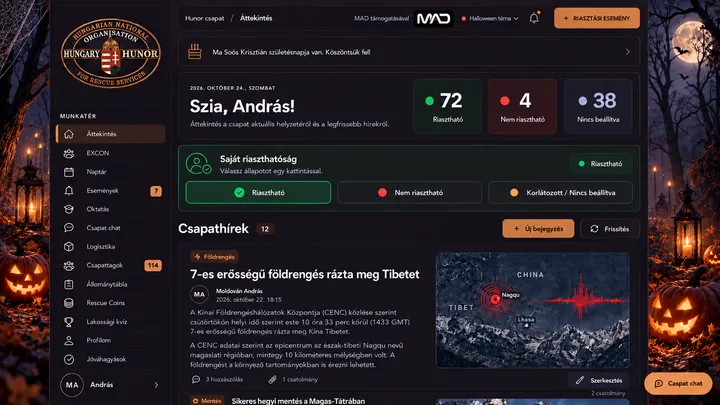 HUNGARIAN NATIONAL
ORGANISATION
HUNGARY HUNOR
FOR RESCUE SERVICES
Hunor csapat / Áttekintés
MAD támogatásával MAD
Halloween téma
+ RIASZTÁSI ESEMÉNY
Ma Soós Krisztián születésnapja van. Köszöntsük fel!
2026. OKTÓBER 24., SZOMBAT
Szia, András!
Áttekintés a csapat aktuális helyzetéről és a legfrissebb hírekről.
72
Riasztható
4
Nem riasztható
38
Nincs beállítva
MUNKATÉR
Áttekintés
EXCON
Naptár
Események 7
Oktatás
Csapat chat
Logisztika
Csapattagok 114
Állománytábla
Rescue Coins
Lakossági kvíz
Profilom
Jóváhagyások
MA András
Saját riaszthatóság
Válassz állapotot egy kattintással.
Riasztható
Riasztható
Nem riasztható
Korlátozott / Nincs beállítva
Csapathírek 12
+ Új bejegyzés
Frissítés
Földrengés
7-es erősségű földrengés rázta meg Tibetet
MA
Moldován András
2026. október 22. 18:15
A Kínai Földrengéshálózatok Központja (CENC) közlése szerint
csütörtökön helyi idő szerint este 10 óra 33 perc körül (1433 GMT)
7-es erősségű földrengés rázta meg Kína Tibetet.
A CENC adatai szerint az epicentrum az észak-tibeti Nagqu nevű
magaslati régióban, mintegy 10 kilométeres mélységben volt. A
földrengést a környező tartományokban is érezni lehetett.
3 hozzászólás
1 csatolmány
CHINA
TIBET
Nagqu
Lhasa
Szerkesztés
2 csatolmány
Mentés
Sikeres hegyi mentés a Magas-Tátrában
Csapat chat